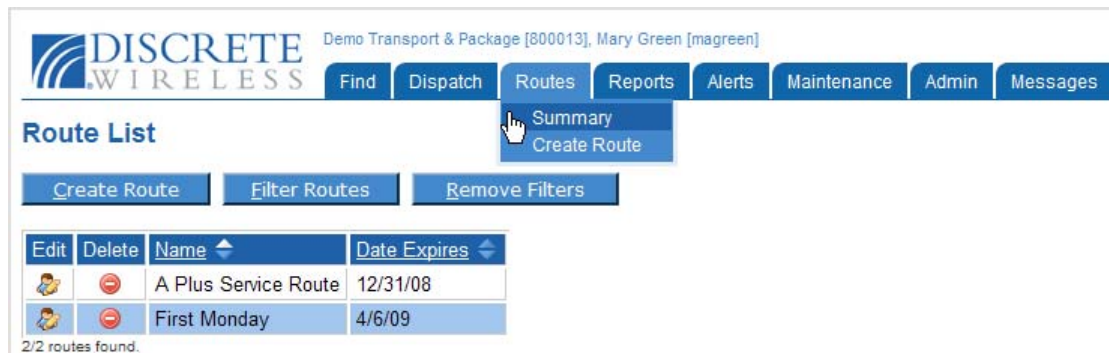 DISCRETE
WIRELESS
Demo Transport & Package [800013], Mary Green [magreen]
Find Dispatch Routes Reports Alerts Maintenance Admin Messages
Summary
Create Route
Route List
Create Route Filter Routes Remove Filters
Edit Delete Name Date Expires
A Plus Service Route 12/31/08
First Monday 4/6/09
2/2 routes found.